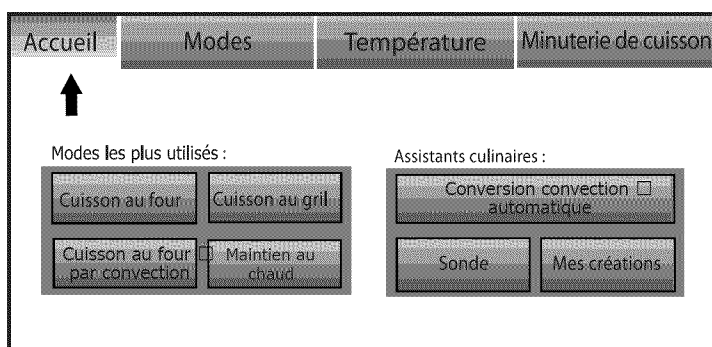 Accueil Modes Température Minuterie de cuisson
Modes les plus utilisés :
Assistants culinaires :
Cuisson au four Cuisson au gril
Cuisson au four □
par convection
Maintien au
chaud
Conversion convection □
automatique
Sonde Mes créations